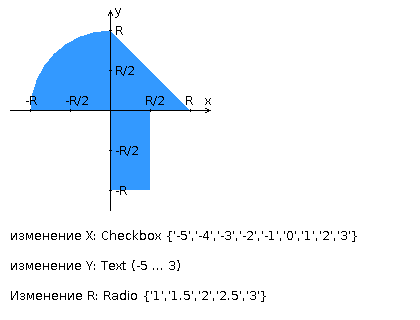 y
R
R/2
-R -R/2 R/2 R x
-R/2
-R
изменение X: Checkbox {'-5','-4','-3','-2','-1','0','1','2','3'}
изменение Y: Text (-5 ... 3)
Изменение R: Radio {'1','1.5','2','2.5','3'}